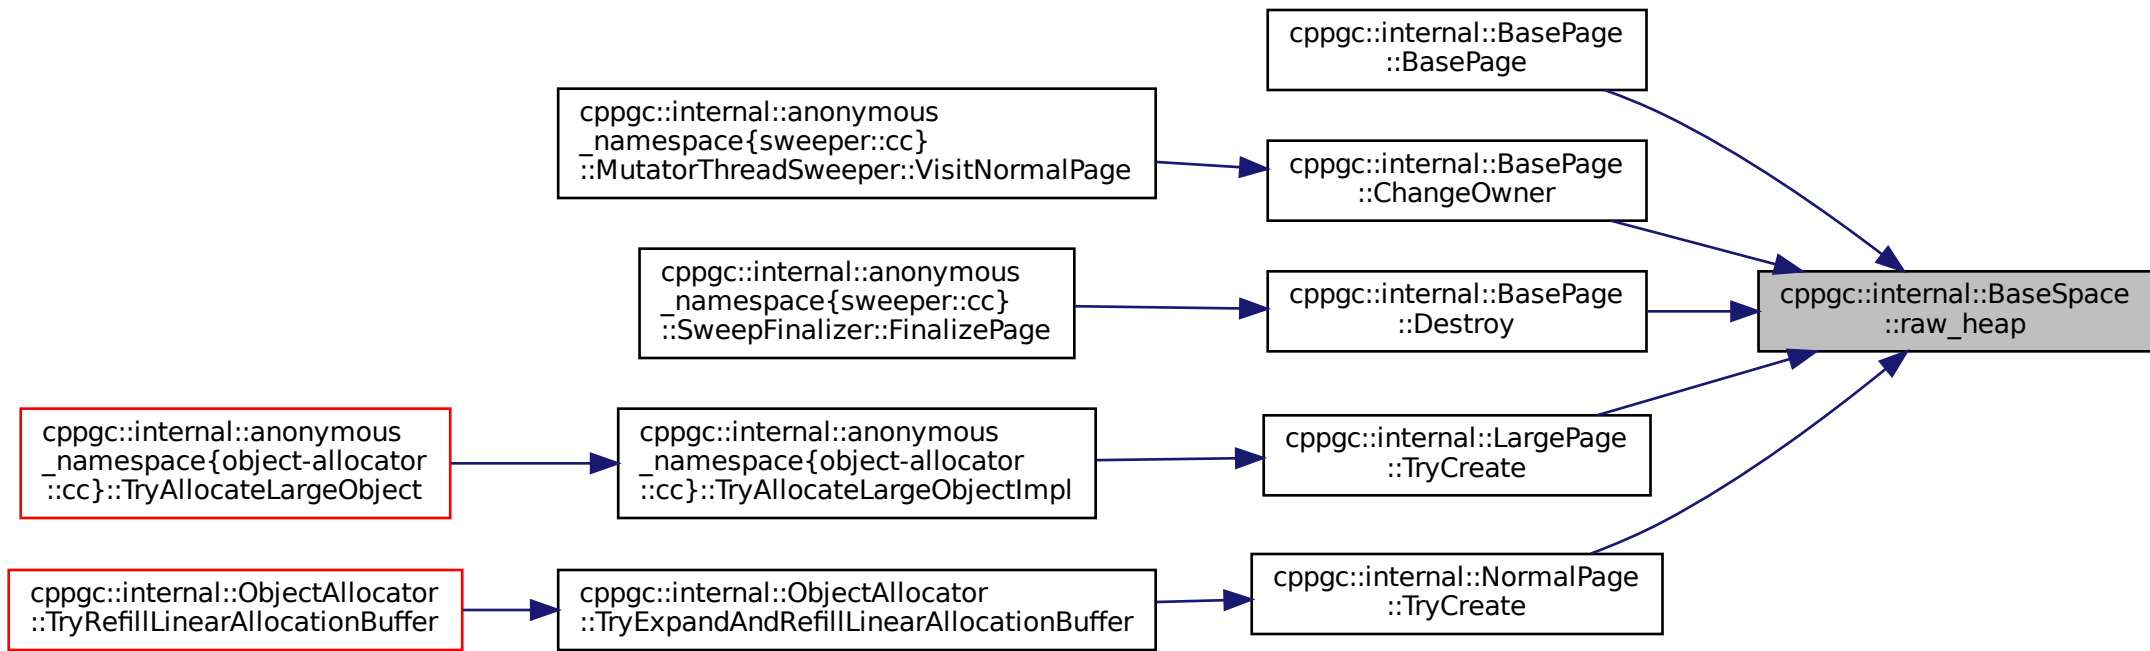 cppgc::internal::BasePage
::BasePage
cppgc::internal::anonymous
_namespace{sweeper::cc}
::MutatorThreadSweeper::VisitNormalPage
cppgc::internal::BasePage
::ChangeOwner
cppgc::internal::anonymous
_namespace{sweeper::cc}
::SweepFinalizer::FinalizePage
cppgc::internal::BasePage
::Destroy
cppgc::internal::BaseSpace
::raw_heap
cppgc::internal::anonymous
_namespace{object-allocator
::cc}::TryAllocateLargeObject
cppgc::internal::anonymous
_namespace{object-allocator
::cc}::TryAllocateLargeObjectImpl
cppgc::internal::LargePage
::TryCreate
cppgc::internal::ObjectAllocator
::TryRefillLinearAllocationBuffer
cppgc::internal::ObjectAllocator
::TryExpandAndRefillLinearAllocationBuffer
cppgc::internal::NormalPage
::TryCreate